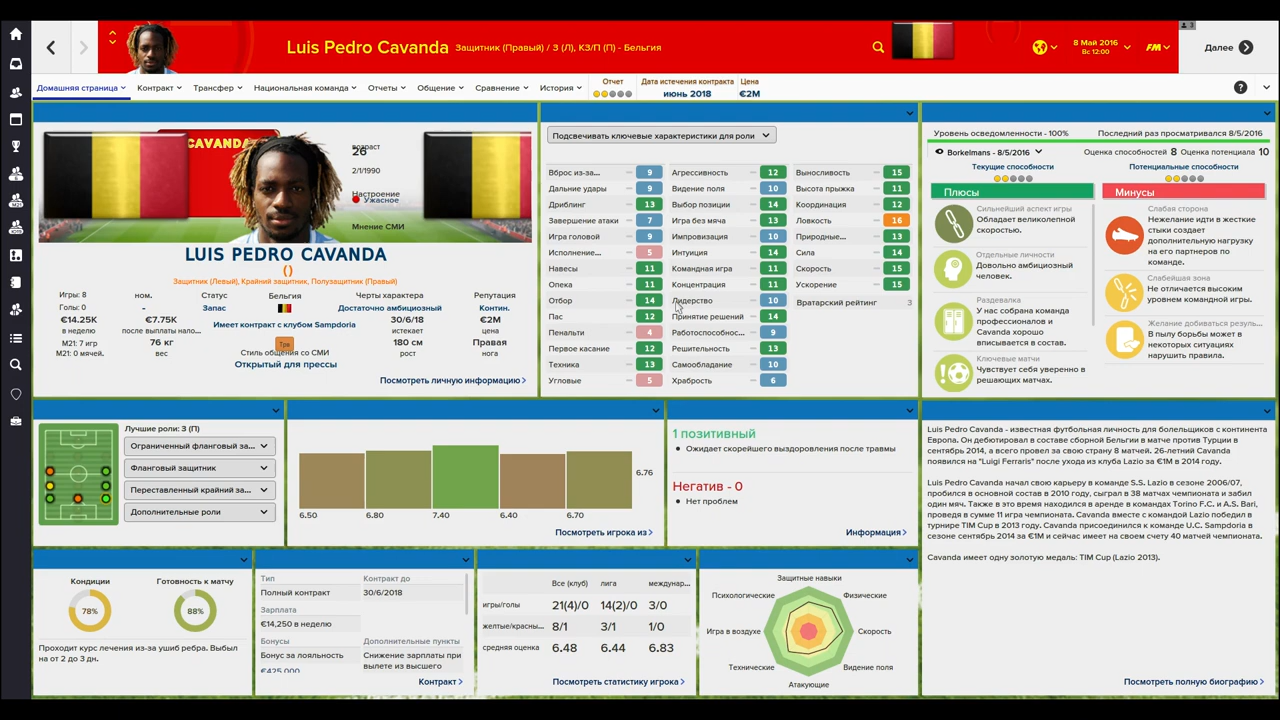 Luis Pedro Cavanda
Защитник (Правый) / З (Л), КЗ/П (П) - Бельгия
8 Май 2016
Вс 12:00
FM
3
Далее
Домашняя страница
Контракт
Трансфер
Национальная команда
Отчеты
Общение
Сравнение
История
Отчет
Дата истечения контракта
июнь 2018
Цена
€2M
?
CAVANDA
возраст
26
2/1/1990
Настроение
Ужасное
Мнение СМИ
LUIS PEDRO CAVANDA
()
Защитник (Левый), Крайний защитник, Полузащитник (Правый)
Игры: 8
Голы: 0
ном.
-
Статус
Запас
Бельгия
Черты характера
Достаточно амбициозный
Репутация
Контин.
€14.25K
в неделю
€7.75K
после выплаты нало...
Имеет контракт с клубом Sampdoria
30/6/18
истекает
€2M
цена
М21: 7 игр
М21: 0 мячей.
76 кг
вес
Тра
Стиль общения со СМИ
Открытый для прессы
180 см
рост
Правая
нога
Посмотреть личную информацию
Подсвечивать ключевые характеристики для роли
Вброс из-за... 9
Дальние удары 9
Дриблинг 13
Завершение атаки 7
Игра головой 9
Исполнение... 5
Навесы 11
Опека 11
Отбор 14
Пас 12
Пенальти 4
Первое касание 12
Техника 13
Угловые 5
Агрессивность 12
Видение поля 10
Выбор позиции 14
Игра без мяча 13
Импровизация 10
Интуиция 14
Командная игра 11
Концентрация 11
Лидерство 10
Принятие решений 14
Работоспособнос... 9
Решительность 13
Самообладание 10
Храбрость 6
Выносливость 15
Высота прыжка 11
Координация 12
Ловкость 16
Природные... 13
Сила 14
Скорость 15
Ускорение 15
Вратарский рейтинг 3
Уровень осведомленности - 100%
Последний раз просматривался 8/5/2016
Borkelmans - 8/5/2016
Оценка способностей 8 Оценка потенциала 10
Текущие способности
Потенциальные способности
Плюсы
Минусы
Сильнейший аспект игры
Обладает великолепной
скоростью.
Отдельные личности
Довольно амбициозный
человек.
Раздевалка
У нас собрана команда
профессионалов и
Cavanda хорошо
вписывается в состав.
Ключевые матчи
Чувствует себя уверенно в
решающих матчах.
Слабая сторона
Нежелание идти в жесткие
стыки создает
дополнительную нагрузку
на его партнеров по
команде.
Слабейшая зона
Не отличается высоким
уровнем командной игры.
Желание добиваться резуль...
В пылу борьбы может в
некоторых ситуациях
нарушить правила.
Лучшие роли: З (П)
Ограниченный фланговый за...
Фланговый защитник
Переставленный крайний за...
Дополнительные роли
6.50
6.80
7.40
6.40
6.70
6.76
Посмотреть игрока из
1 позитивный
Ожидает скорейшего выздоровления после травмы
Негатив - 0
Нет проблем
Информация
Luis Pedro Cavanda - известная футбольная личность для болельщиков с континента
Европа. Он дебютировал в составе сборной Бельгии в матче против Турции в
сентябрь 2014, а всего провел за свою страну 8 матчей. 26-летний Cavanda
появился на "Luigi Ferraris" после ухода из клуба Lazio за €1M в 2014 году.
Luis Pedro Cavanda начал свою карьеру в команде S.S. Lazio в сезоне 2006/07,
пробился в основной состав в 2010 году, сыграл в 38 матчах чемпионата и забил
один мяч. Также в это время находился в аренде в командах Torino F.C. и A.S. Bari,
проведя в сумме 11 игра чемпионата. Cavanda вместе с командой Lazio победил в
турнире TIM Cup в 2013 году. Cavanda присоединился к команде U.C. Sampdoria в
сезоне сентябрь 2014 за €1M и сейчас имеет на своем счету 40 матчей чемпионата.
Cavanda имеет одну золотую медаль: TIM Cup (Lazio 2013).
Посмотреть полную биографию
Кондиции
78%
Готовность к матчу
88%
Проходит курс лечения из-за ушиб ребра. Выбыл
на от 2 до 3 дн.
Тип
Полный контракт
Контракт до
30/6/2018
Зарплата
€14,250 в неделю
Бонусы
Бонус за лояльность
€425,000
Дополнительные пункты
Снижение зарплаты при
вылете из высшего
Контракт
Все (клуб) лига междунар...
игры/голы 21(4)/0 14(2)/0 3/0
желтые/красны... 8/1 3/1 1/0
средняя оценка 6.48 6.44 6.83
Посмотреть статистику игрока
Защитные навыки
Психологические
Физические
Игра в воздухе
Скорость
Технические
Видение поля
Атакующие